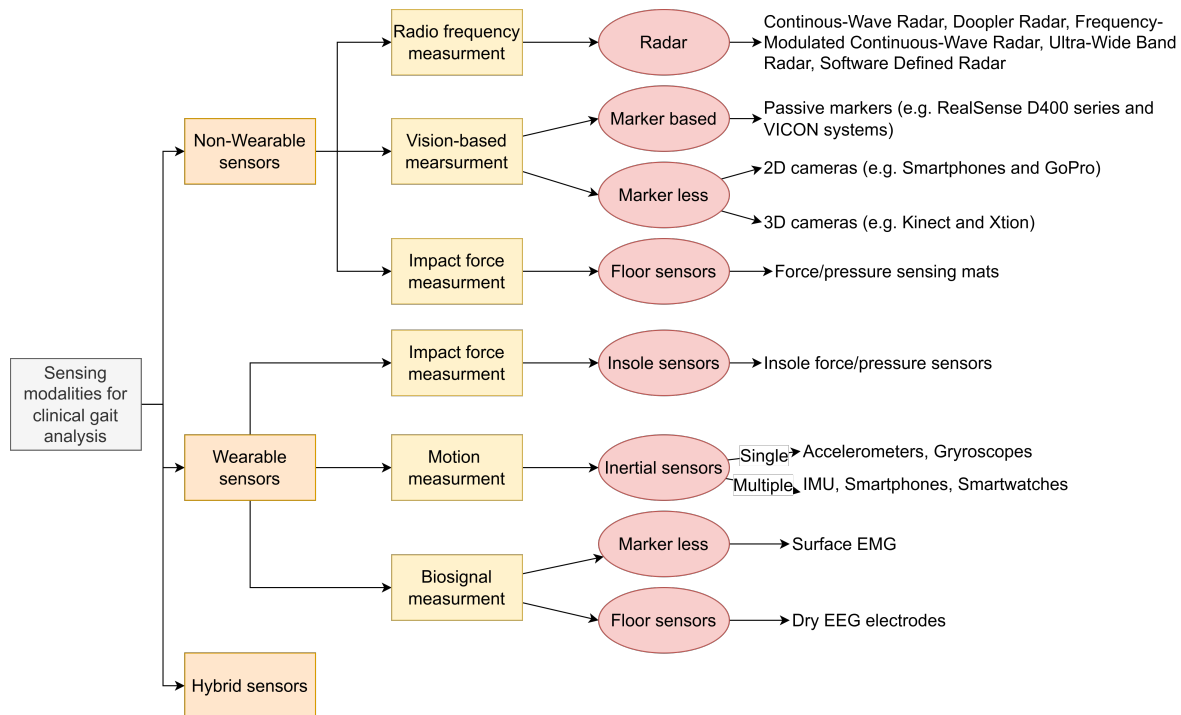 Radio frequency
measurment
Radar
Continous-Wave Radar, Doopler Radar, Frequency-
Modulated Continuous-Wave Radar, Ultra-Wide Band
Radar, Software Defined Radar
Non-Wearable
sensors
Vision-based
mearsurment
Marker based
Passive markers (e.g. RealSense D400 series and
VICON systems)
Marker less
2D cameras (e.g. Smartphones and GoPro)
3D cameras (e.g. Kinect and Xtion)
Impact force
measurment
Floor sensors
Force/pressure sensing mats
Sensing
modalities for
clinical gait
analysis
Impact force
measurment
Insole sensors
Insole force/pressure sensors
Wearable
sensors
Motion
measurment
Inertial sensors
Single
Accelerometers, Gryroscopes
Multiple
IMU, Smartphones, Smartwatches
Biosignal
measurment
Marker less
Surface EMG
Floor sensors
Dry EEG electrodes
Hybrid sensors